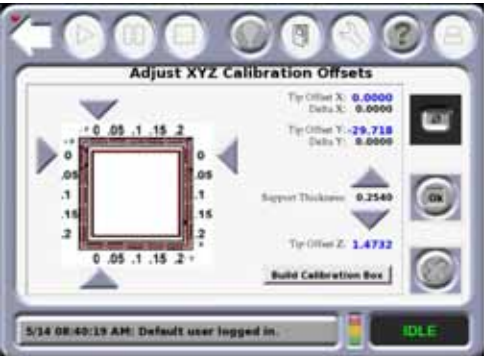 Adjust XYZ Calibration Offsets
Tip Offset X: 0.0000
Delta X: 0.0000
Tip Offset Y: -29.718
Delta Y: 0.0000
0 .05 .1 .15 .2
0
.05
.1
.15
.2
0
.05
.1
.15
.2
0 .05 .1 .15 .2
Support Thickness: 0.2540
Tip Offset Z: 1.4732
Build Calibration Box
OK
5/14 08:40:19 AM: Default user logged in.
IDLE